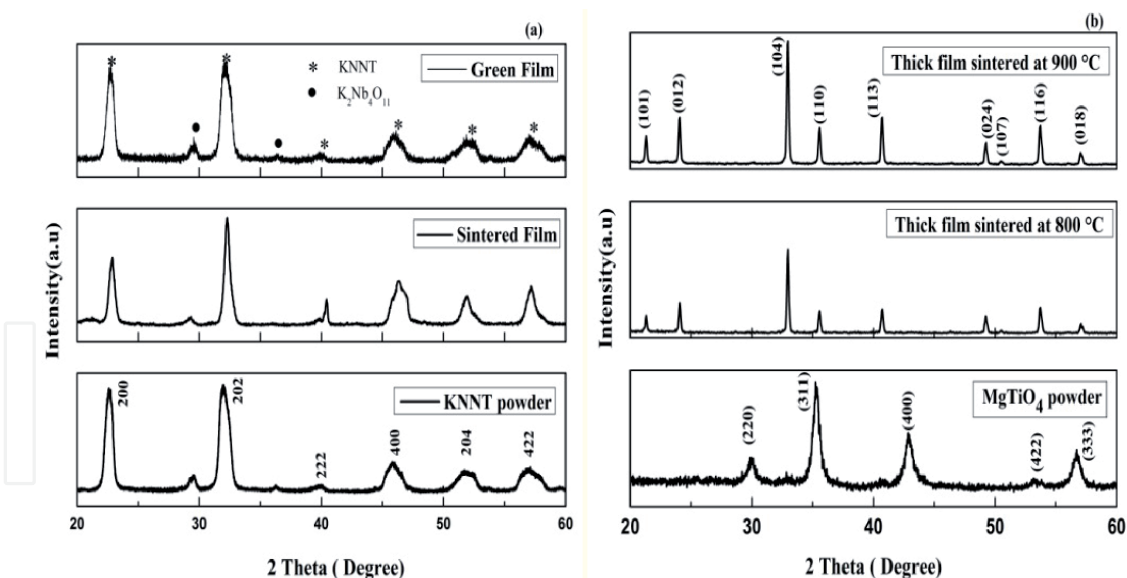 (a)
* KNNT
● K₂Nb₄O₁₁
Green Film
* * * * * *
● ●
Sintered Film
KNNT powder
200 202 222 400 204 422
20 30 40 50 60
2 Theta ( Degree)
Intensity(a.u)
(b)
Thick film sintered at 900 °C
(101) (012) (104) (110) (113) (024) (107) (116) (018)
Thick film sintered at 800 °C
MgTiO₄ powder
(220) (311) (400) (422) (333)
20 30 40 50 60
2 Theta ( Degree)
Intensity(a.u)